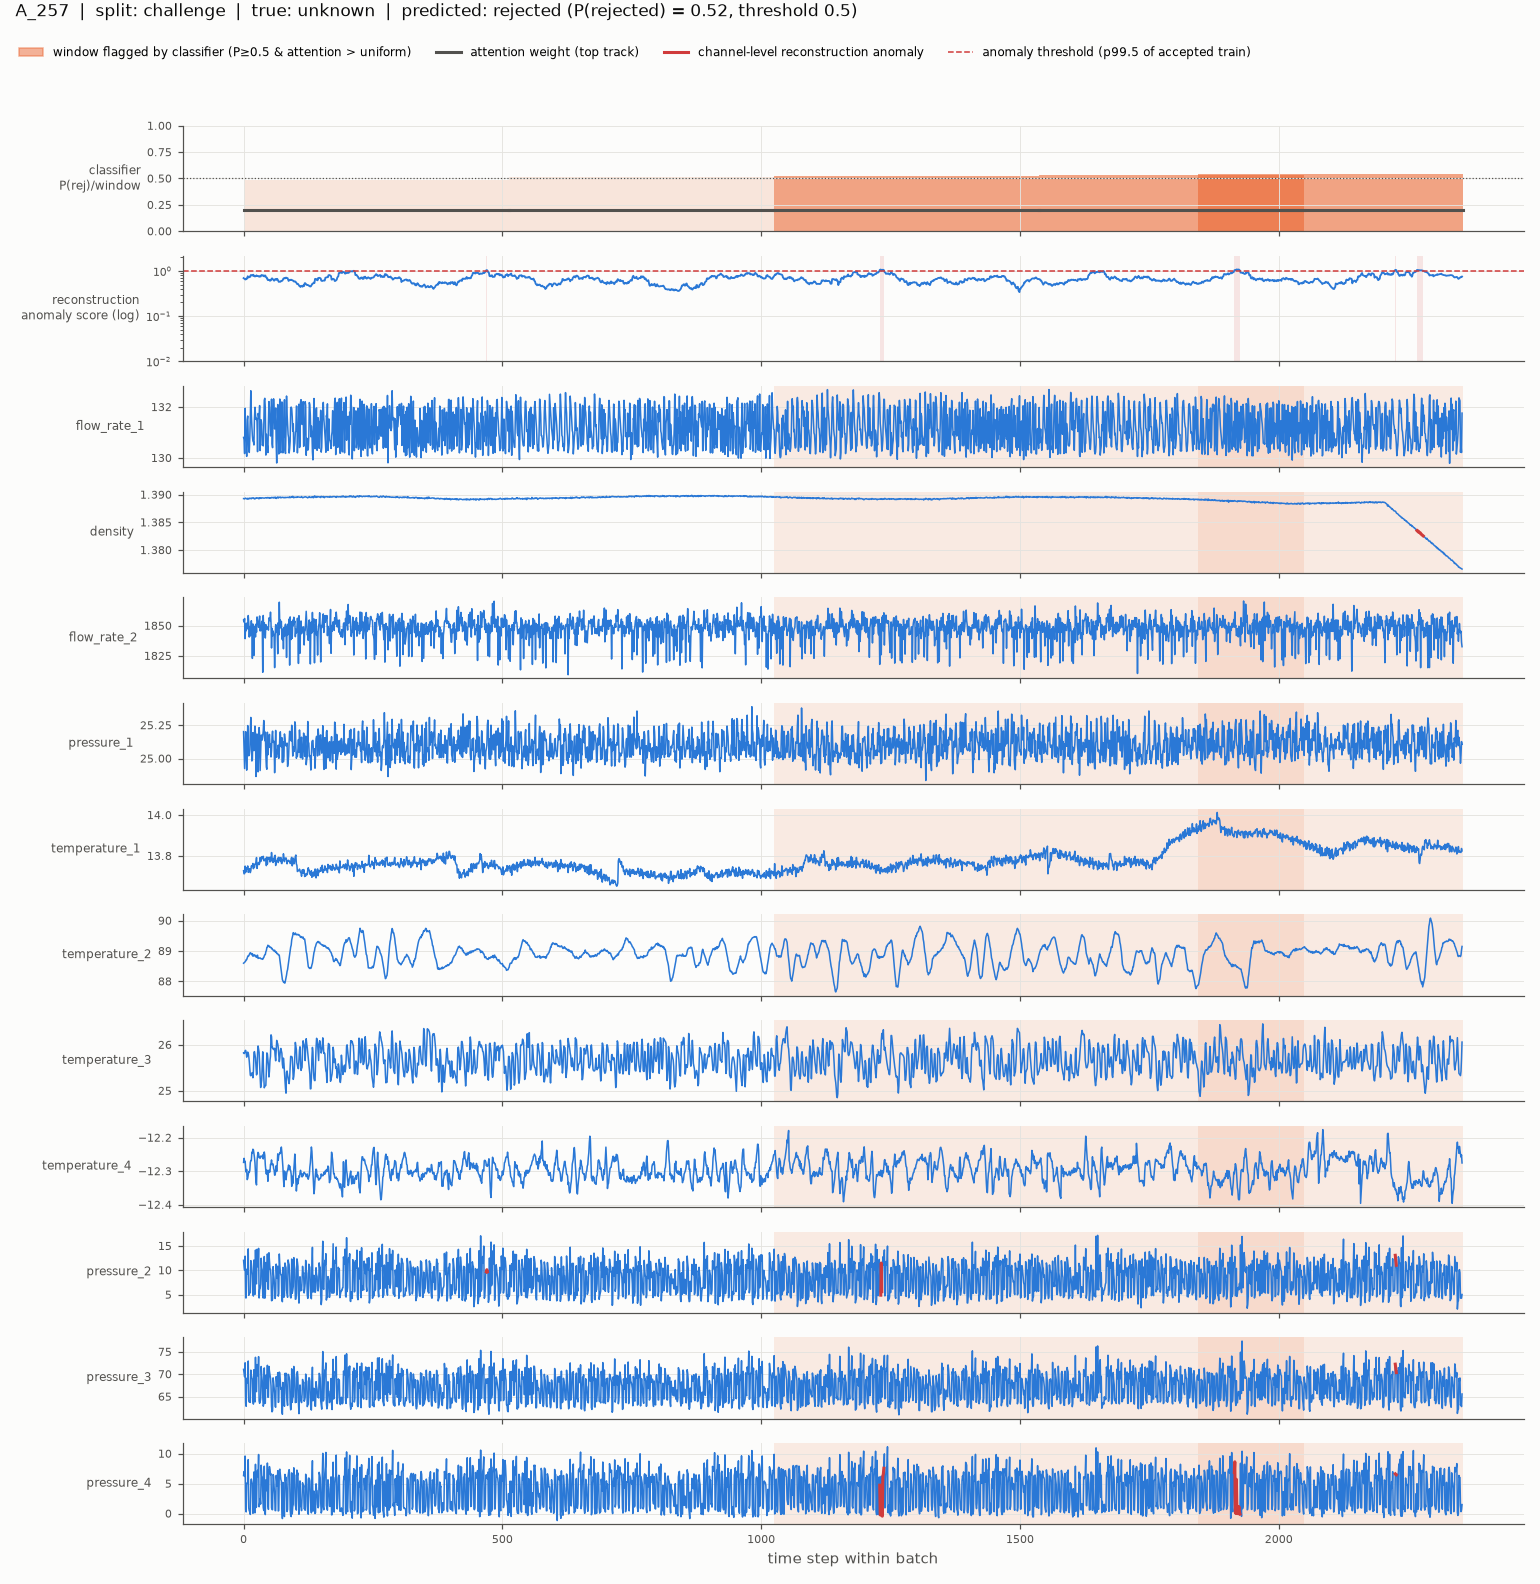 A_257 | split: challenge | true: unknown | predicted: rejected (P(rejected) = 0.52, threshold 0.5)
window flagged by classifier (P≥0.5 & attention > uniform) attention weight (top track) channel-level reconstruction anomaly anomaly threshold (p99.5 of accepted train)
1.00
0.75
classifier
P(rej)/window
0.50
0.25
0.00
10⁰
reconstruction
anomaly score (log)
10⁻¹
10⁻²
132
flow_rate_1
130
1.390
1.385
density
1.380
1850
flow_rate_2
1825
25.25
pressure_1
25.00
14.0
temperature_1
13.8
90
temperature_2
89
88
26
temperature_3
25
−12.2
temperature_4
−12.3
−12.4
15
pressure_2
10
5
75
pressure_3
70
65
10
pressure_4
5
0
0 500 1000 1500 2000
time step within batch